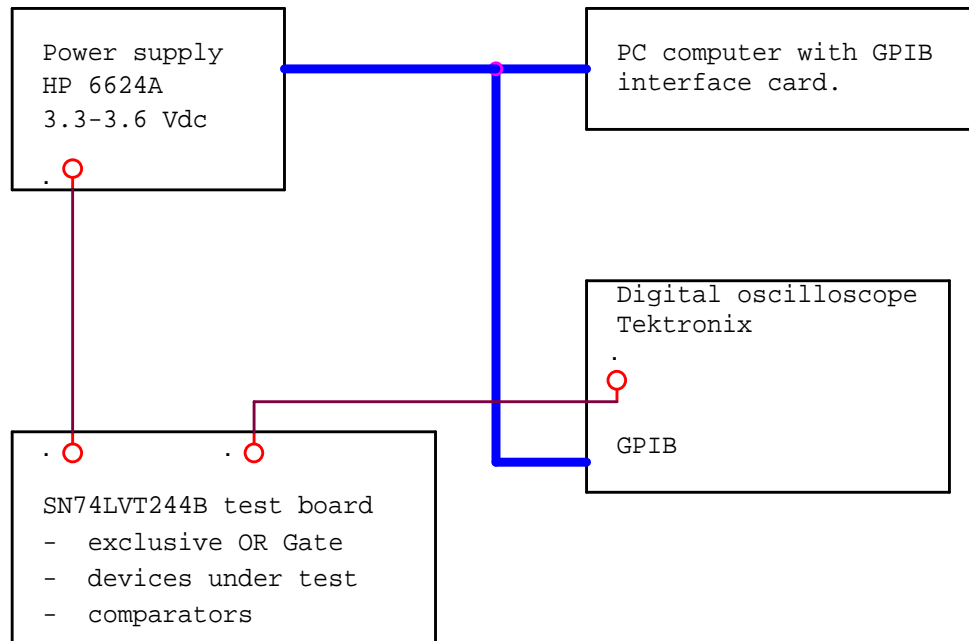 Power supply
HP 6624A
3.3-3.6 Vdc
.
PC computer with GPIB
interface card.
Digital oscilloscope
Tektronix
.
GPIB
. .
SN74LVT244B test board
- exclusive OR Gate
- devices under test
- comparators